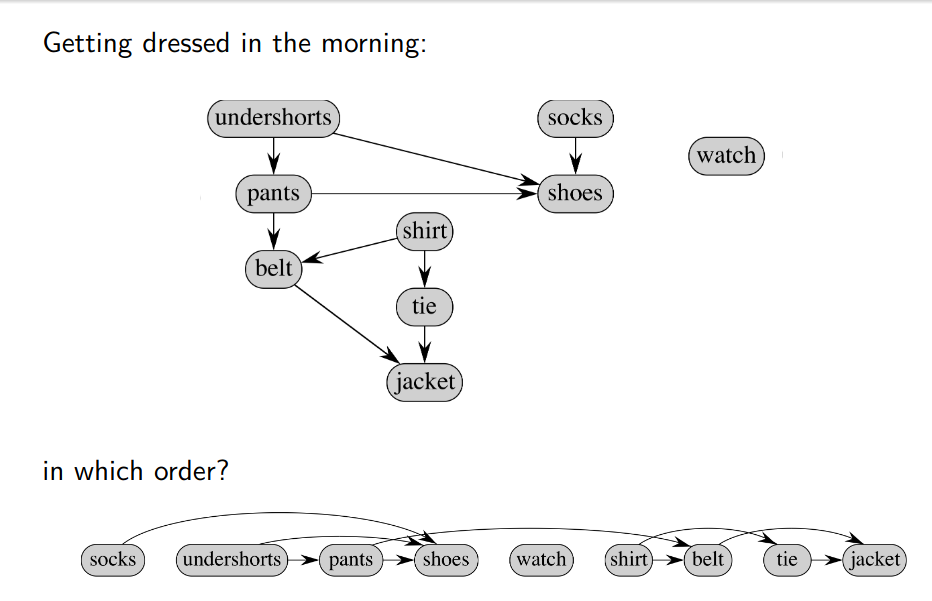 Getting dressed in the morning:
undershorts
socks
watch
pants
shoes
shirt
belt
tie
jacket
in which order?
socks undershorts pants shoes watch shirt belt tie jacket